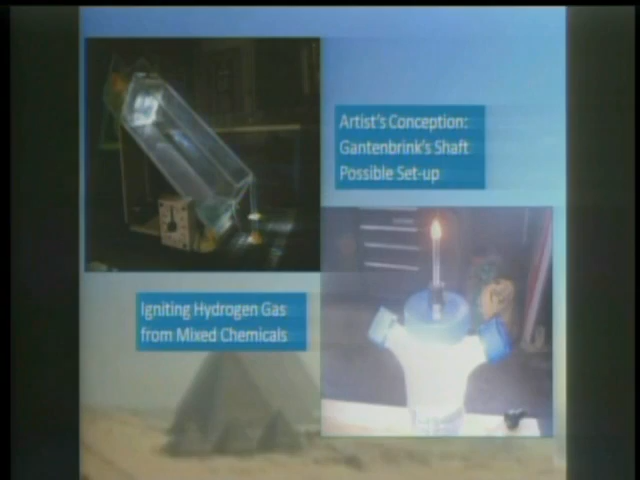 Artist's Conception:
Gantenbrink's Shaft
Possible Set-up
Igniting Hydrogen Gas
from Mixed Chemicals